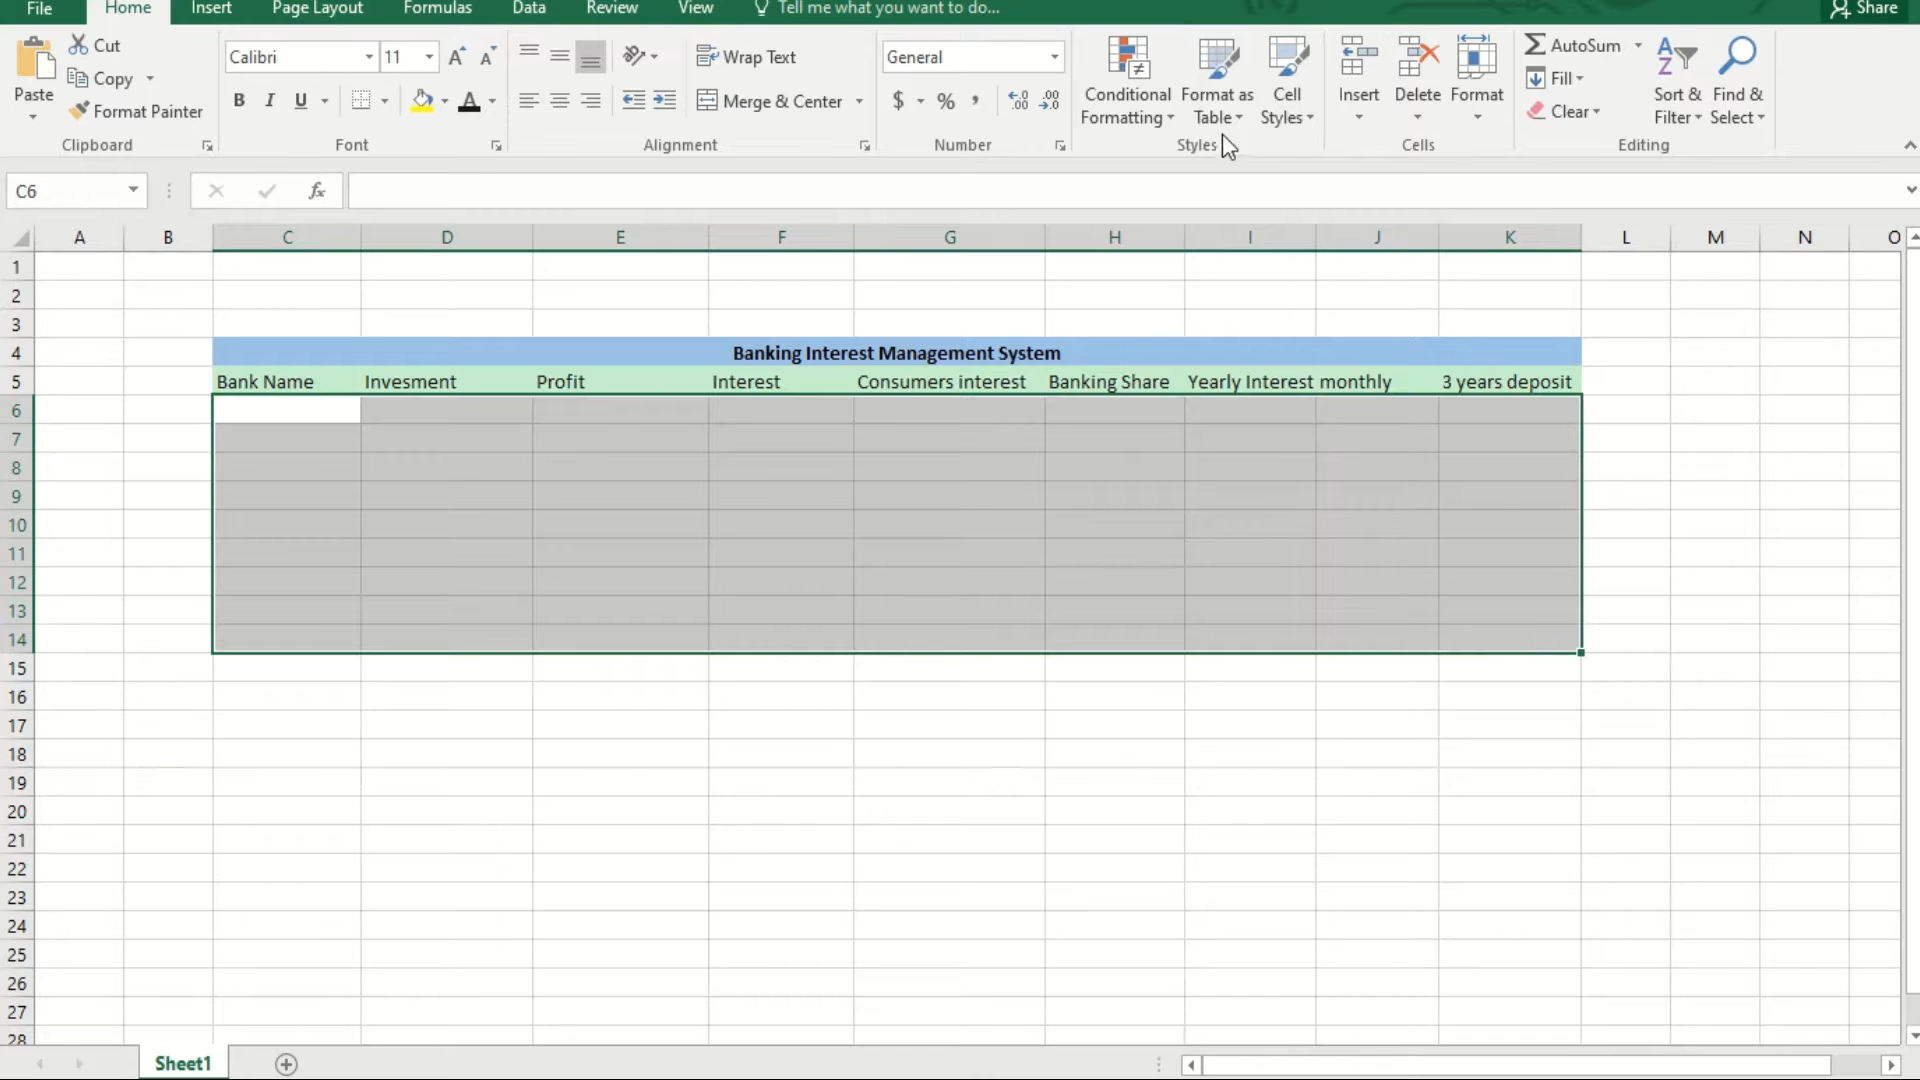 File Home Insert Page Layout Formulas Data Review View Tell me what you want to do... Share
Paste Cut Copy Format Painter Clipboard
Calibri 11 A A B I U A Font
Wrap Text Merge & Center Alignment
General $ % , .00 .0 Number
Conditional Formatting Format as Table Cell Styles Styles
Insert Delete Format Cells
AutoSum Fill Clear Sort & Filter Find & Select Editing
C6 fx
A B C D E F G H I J K L M N O
1
2
3
4 Banking Interest Management System
5 Bank Name Invesment Profit Interest Consumers interest Banking Share Yearly Interest monthly 3 years deposit
6
7
8
9
10
11
12
13
14
15
16
17
18
19
20
21
22
23
24
25
26
27
28
Sheet1